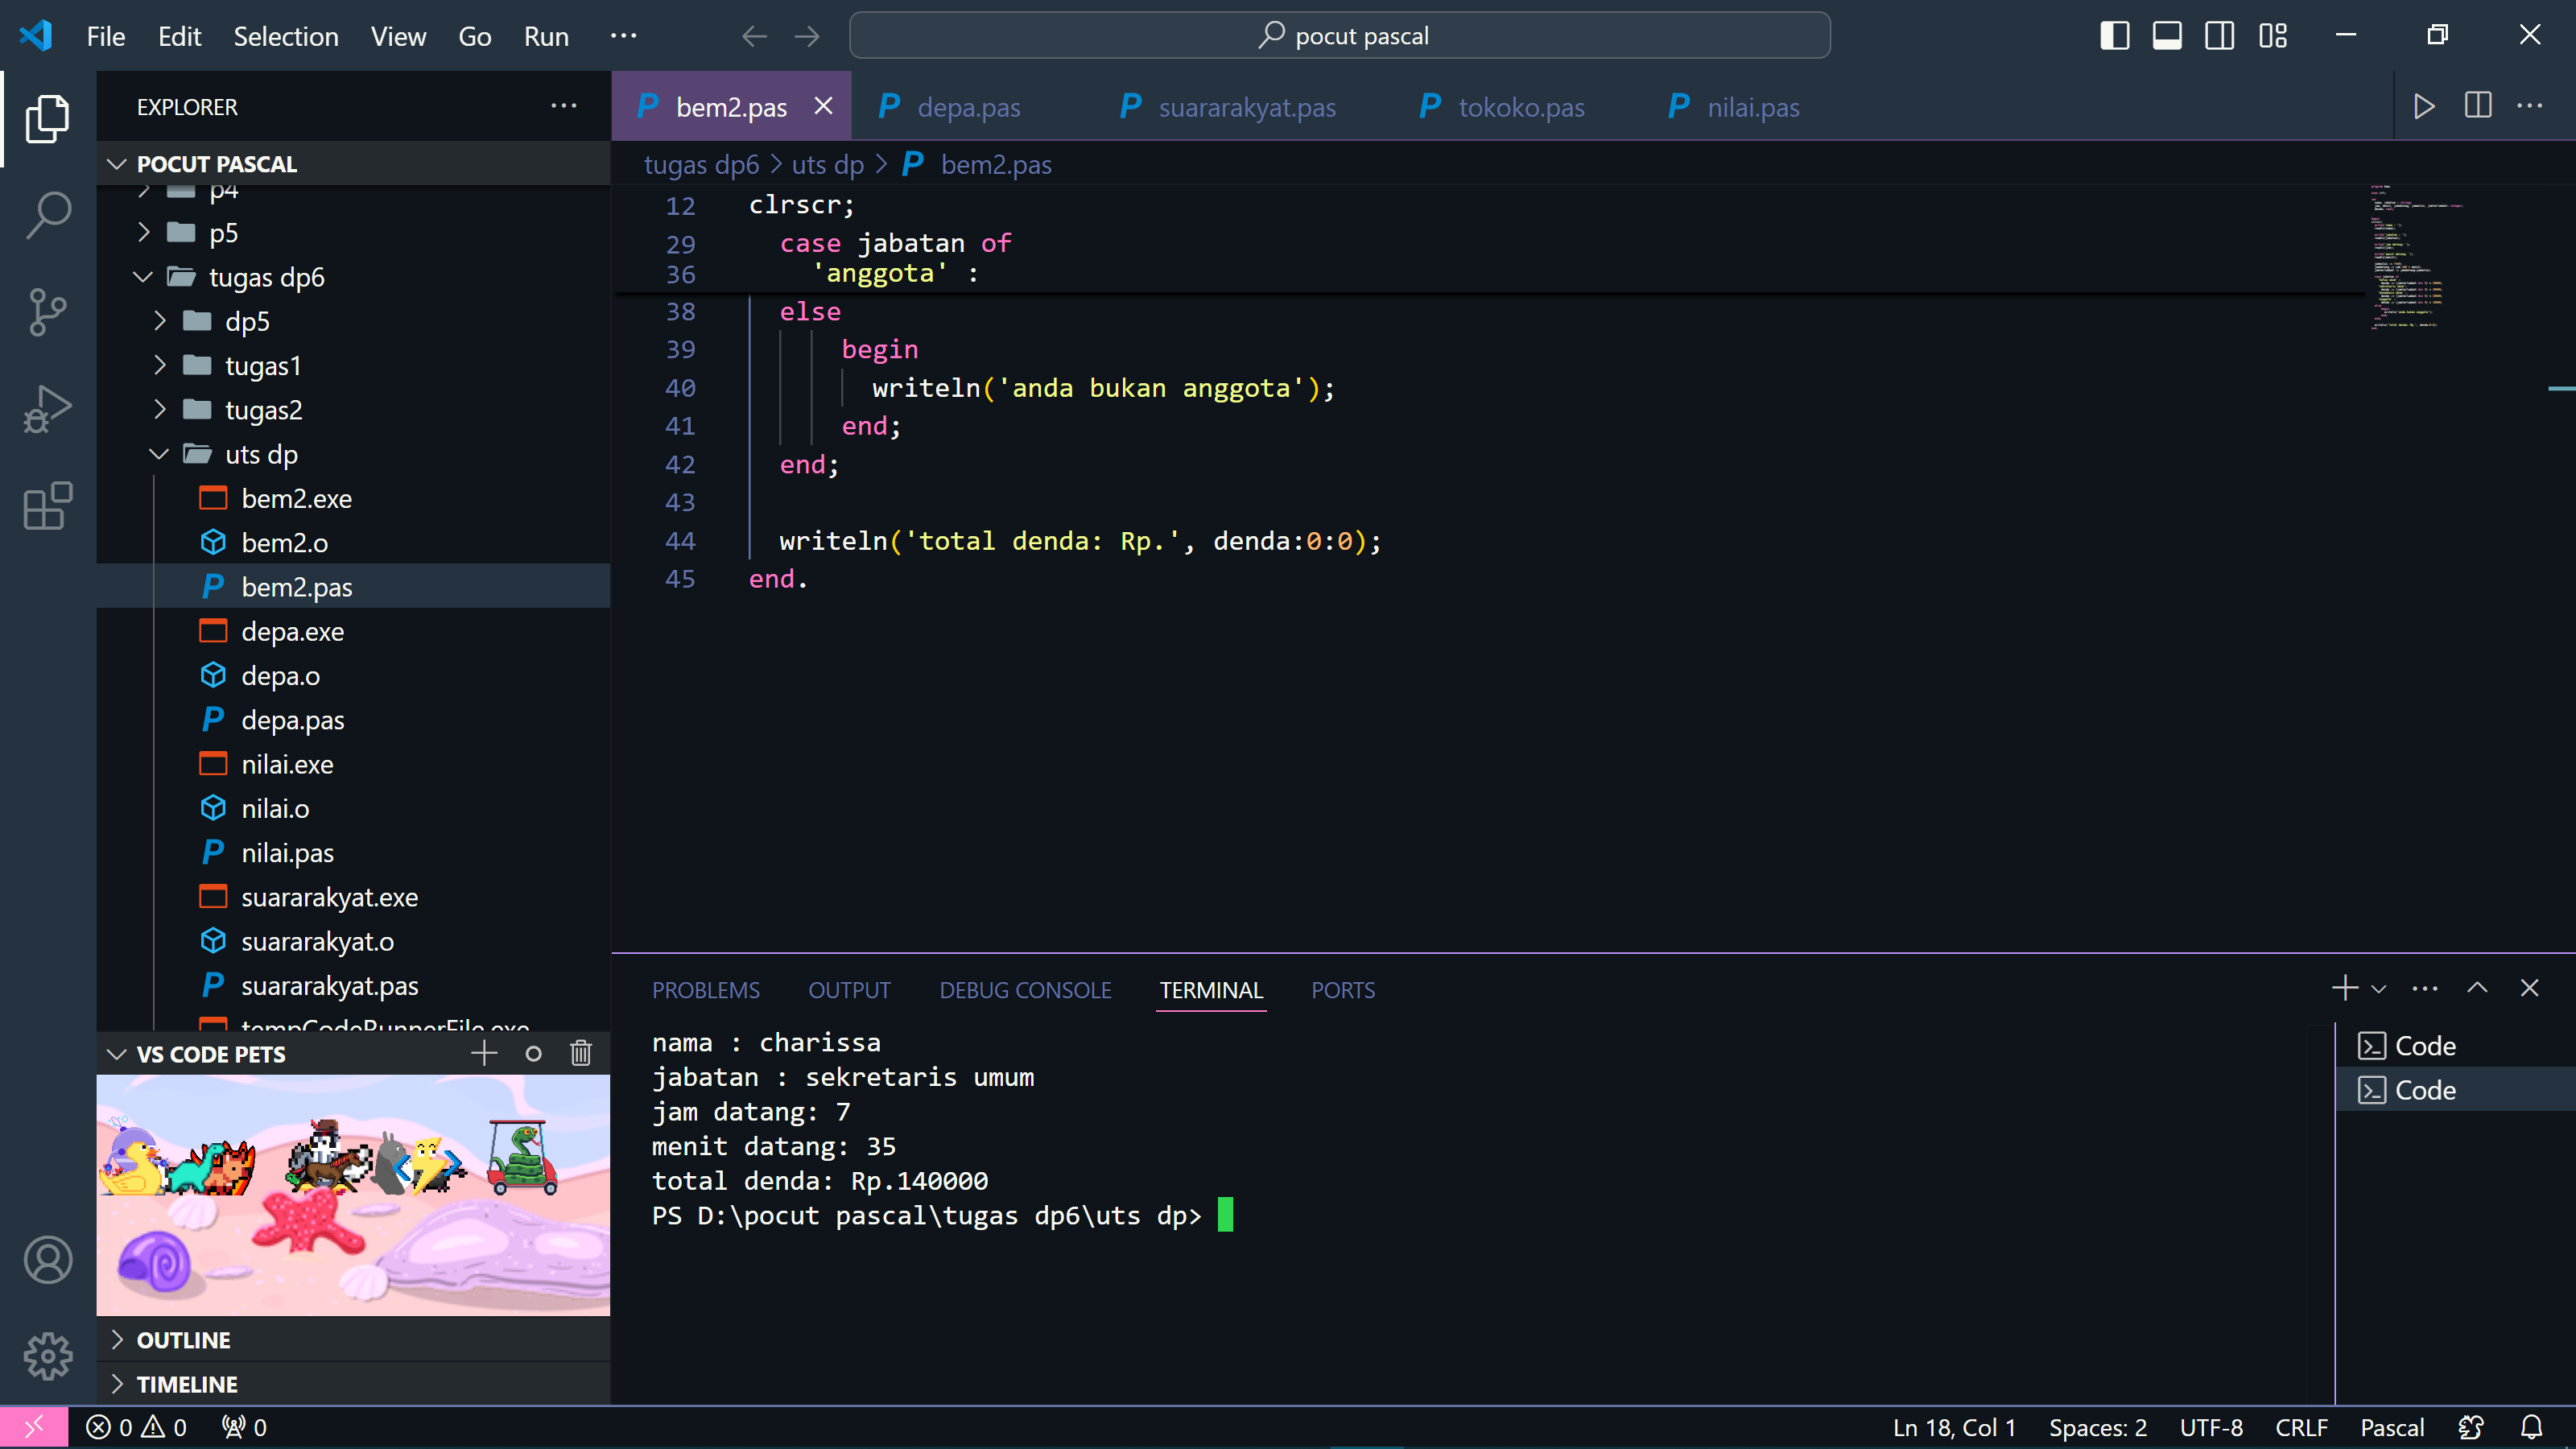 File Edit Selection View Go Run ···
pocut pascal
EXPLORER
POCUT PASCAL
p4
p5
tugas dp6
dp5
tugas1
tugas2
uts dp
bem2.exe
bem2.o
bem2.pas
depa.exe
depa.o
depa.pas
nilai.exe
nilai.o
nilai.pas
suararakyat.exe
suararakyat.o
suararakyat.pas
tempCodeRunnerFile.exe
VS CODE PETS
OUTLINE
TIMELINE
bem2.pas depa.pas suararakyat.pas tokoko.pas nilai.pas
tugas dp6 > uts dp > bem2.pas
12 clrscr;
29 case jabatan of
36 'anggota' :
38 else
39 begin
40 writeln('anda bukan anggota');
41 end;
42 end;
43
44 writeln('total denda: Rp.', denda:0:0);
45 end.
PROBLEMS OUTPUT DEBUG CONSOLE TERMINAL PORTS
nama : charissa
jabatan : sekretaris umum
jam datang: 7
menit datang: 35
total denda: Rp.140000
PS D:\pocut pascal\tugas dp6\uts dp>
Code
Code
0 0 0
Ln 18, Col 1 Spaces: 2 UTF-8 CRLF Pascal